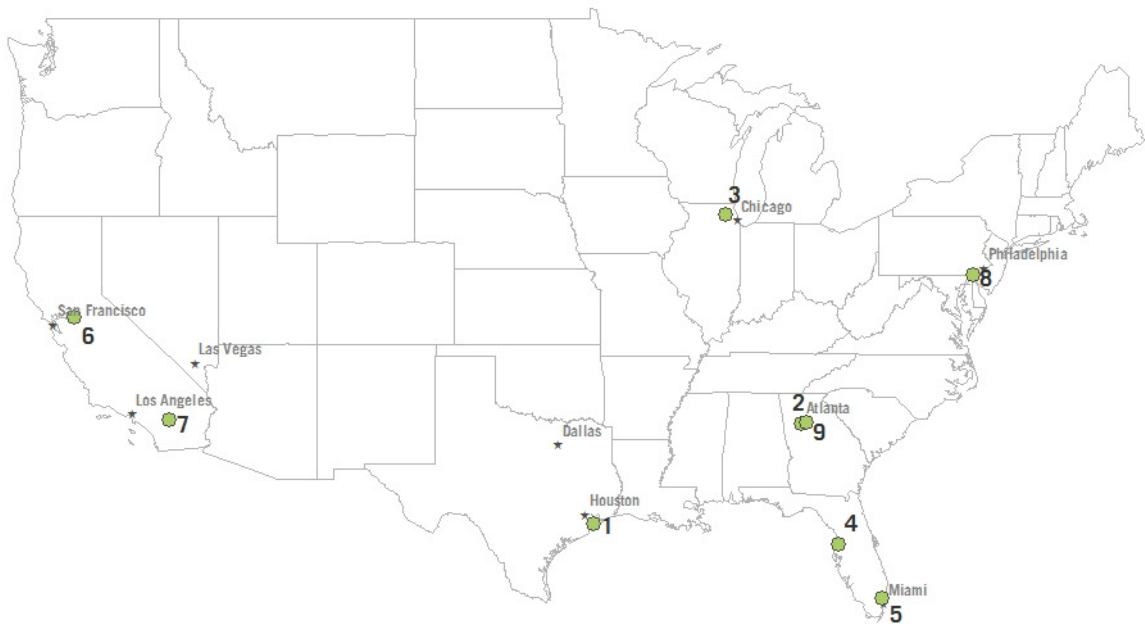 3
Chicago
Philadelphia
8
San Francisco
6
Las Vegas
Los Angeles
7
2
Atlanta
9
Dallas
Houston
1
4
Miami
5